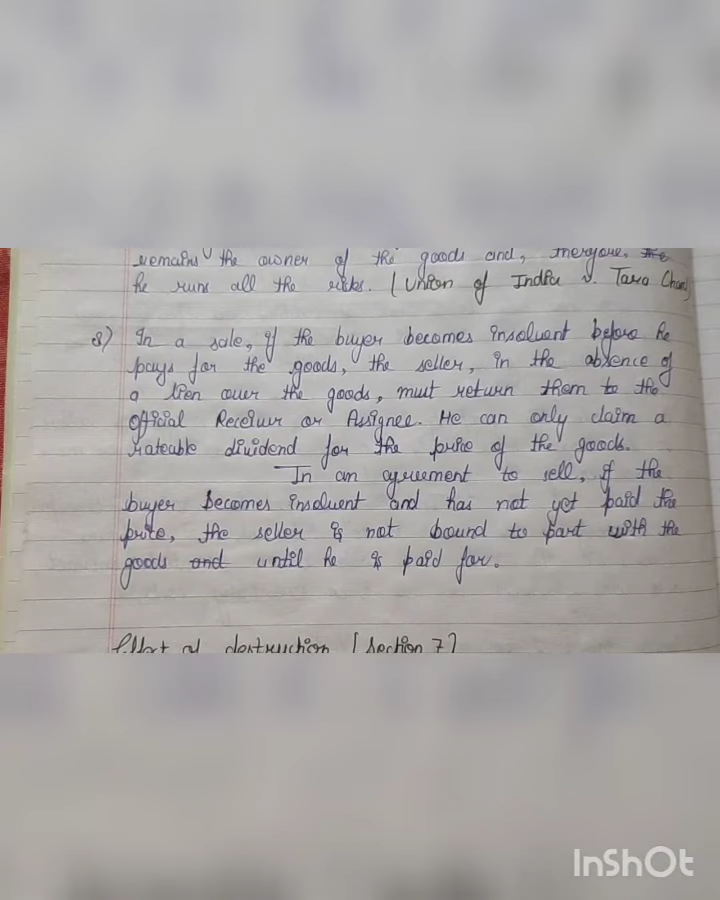 remains the owner of the goods and, therefore, the
he runs all the risks. (Union of India v. Tara Chand)
8) In a sale, if the buyer becomes insolvent before he
pays for the goods, the seller, in the absence of
a lien over the goods, must return them to the
Official Receiver or Assignee. He can only claim a
rateable dividend for the price of the goods.
In an agreement to sell, if the
buyer becomes insolvent and has not yet paid the
price, the seller is not bound to part with the
goods and until he is paid for.
Effect of destruction [Section 7]
InShOt